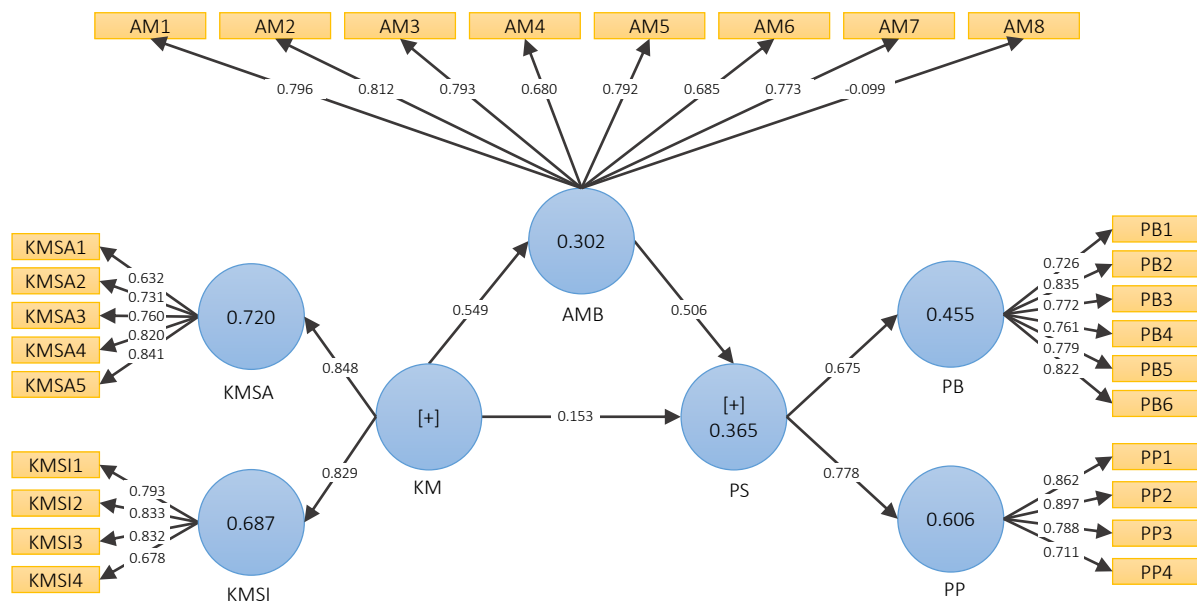 AM1 AM2 AM3 AM4 AM5 AM6 AM7 AM8
0.796 0.812 0.793 0.680 0.792 0.685 0.773 -0.099
0.302
AMB
KMSA1
KMSA2
KMSA3
KMSA4
KMSA5
0.632
0.731
0.760
0.820
0.841
0.720
KMSA
0.848
0.549
0.506
[+]
KM
0.153
[+]
0.365
PS
0.829
KMSI1
KMSI2
KMSI3
KMSI4
0.793
0.833
0.832
0.678
0.687
KMSI
0.675
0.455
PB
0.726
0.835
0.772
0.761
0.779
0.822
PB1
PB2
PB3
PB4
PB5
PB6
0.778
0.606
PP
0.862
0.897
0.788
0.711
PP1
PP2
PP3
PP4